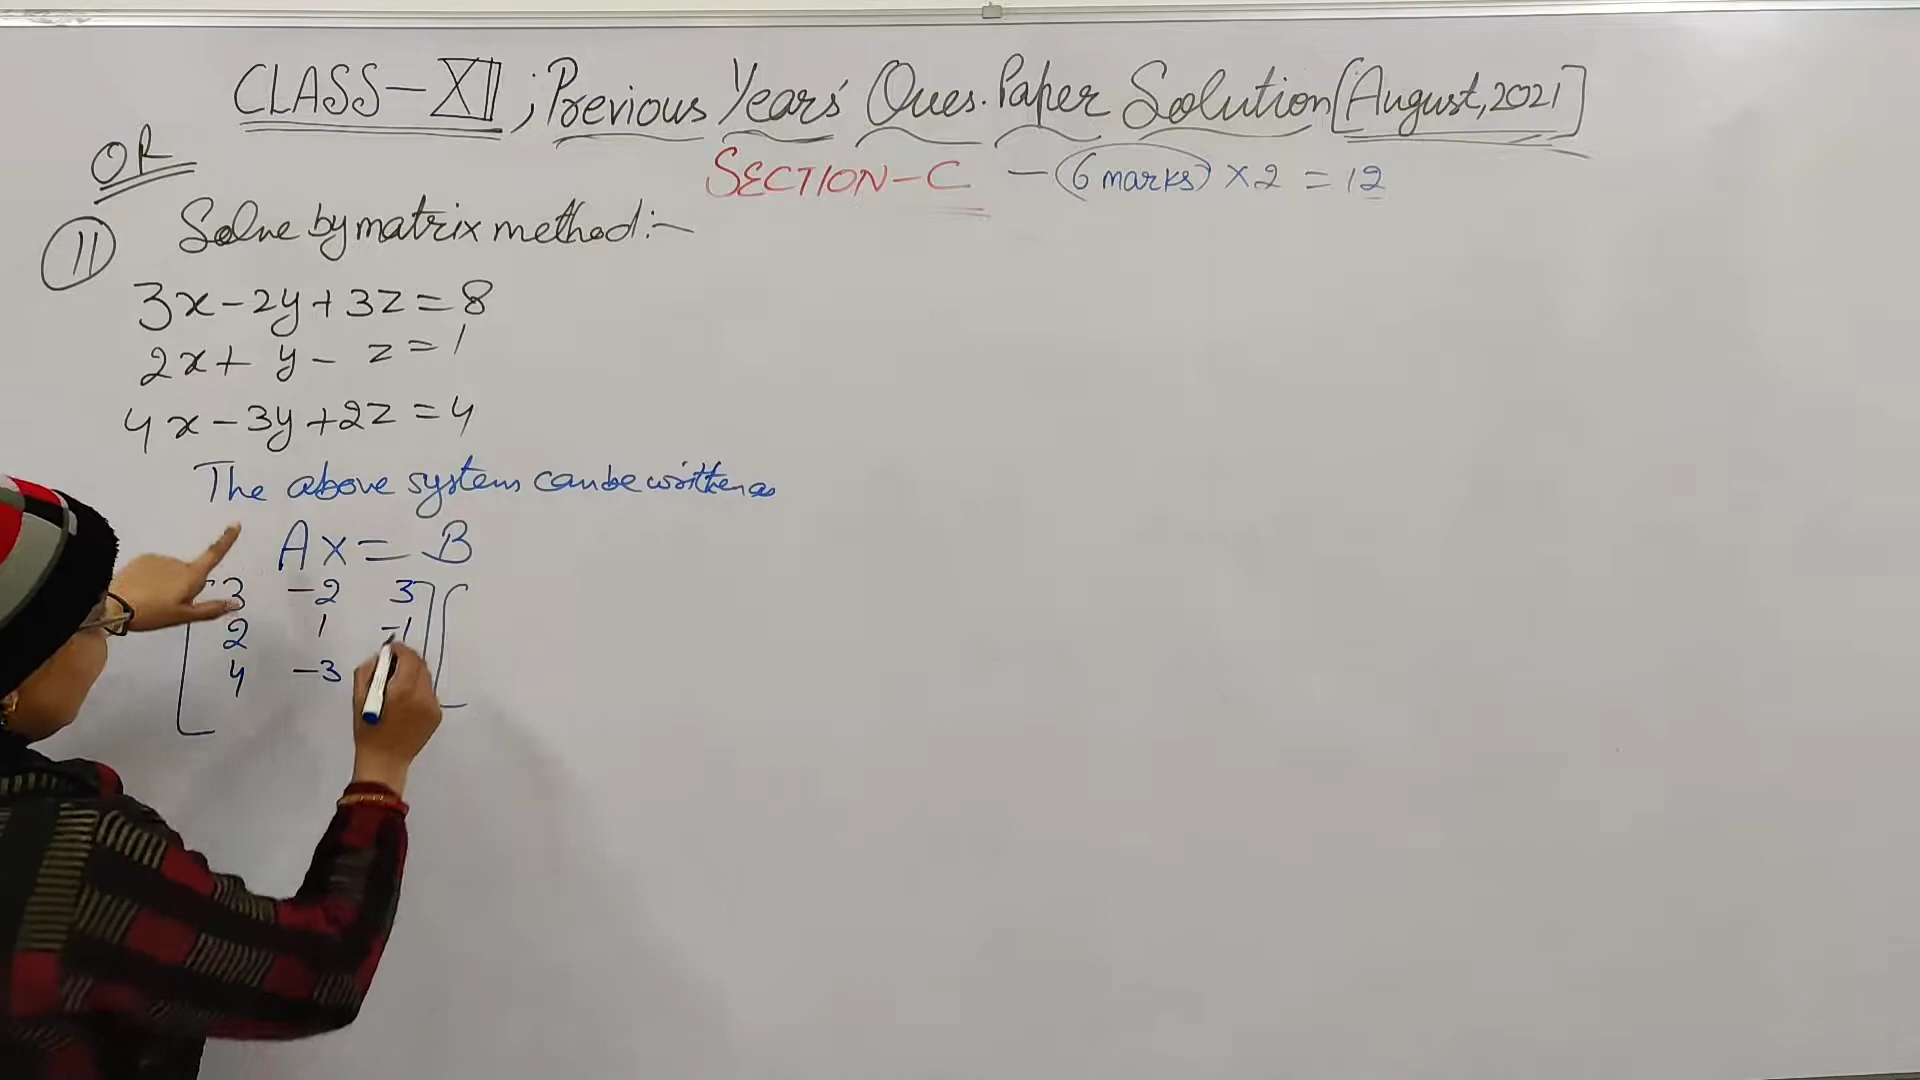 CLASS-XII; Previous Years' Ques. Paper Solution [August, 2021]
OR
SECTION-C - (6 marks) × 2 = 12
11 Solve by matrix method:-
3x-2y+3z=8
2x+ y- z=1
4x-3y+2z=4
The above system can be written as
AX=B
[3 -2 3] [
2 1 -1
4 -3